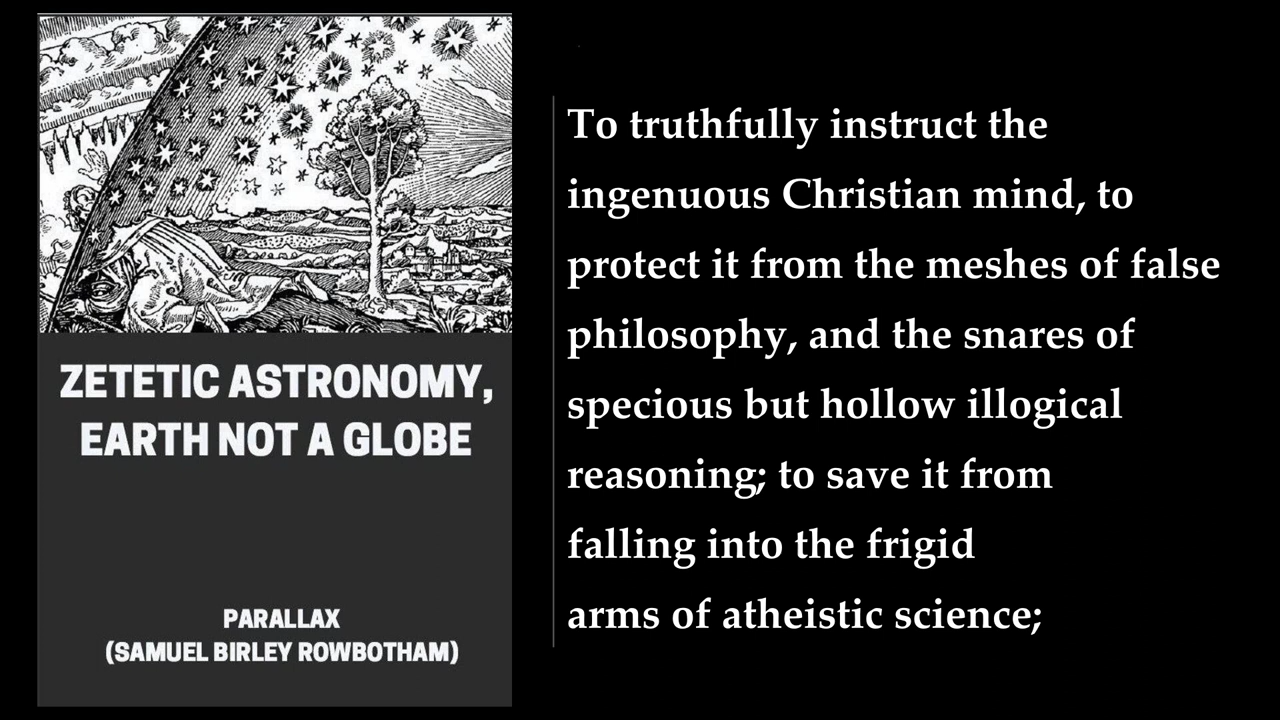 ZETETIC ASTRONOMY,
EARTH NOT A GLOBE
PARALLAX
(SAMUEL BIRLEY ROWBOTHAM)
To truthfully instruct the
ingenuous Christian mind, to
protect it from the meshes of false
philosophy, and the snares of
specious but hollow illogical
reasoning; to save it from
falling into the frigid
arms of atheistic science;